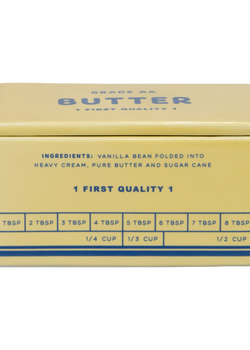 GRADE AA
BUTTER
1 FIRST QUALITY 1
INGREDIENTS: VANILLA BEAN FOLDED INTO
HEAVY CREAM, PURE BUTTER AND SUGAR CANE
1 FIRST QUALITY 1
TBSP 2 TBSP 3 TBSP 4 TBSP 5 TBSP 6 TBSP 7 TBSP 8 TBSP
1/4 CUP 1/3 CUP 1/2 CUP